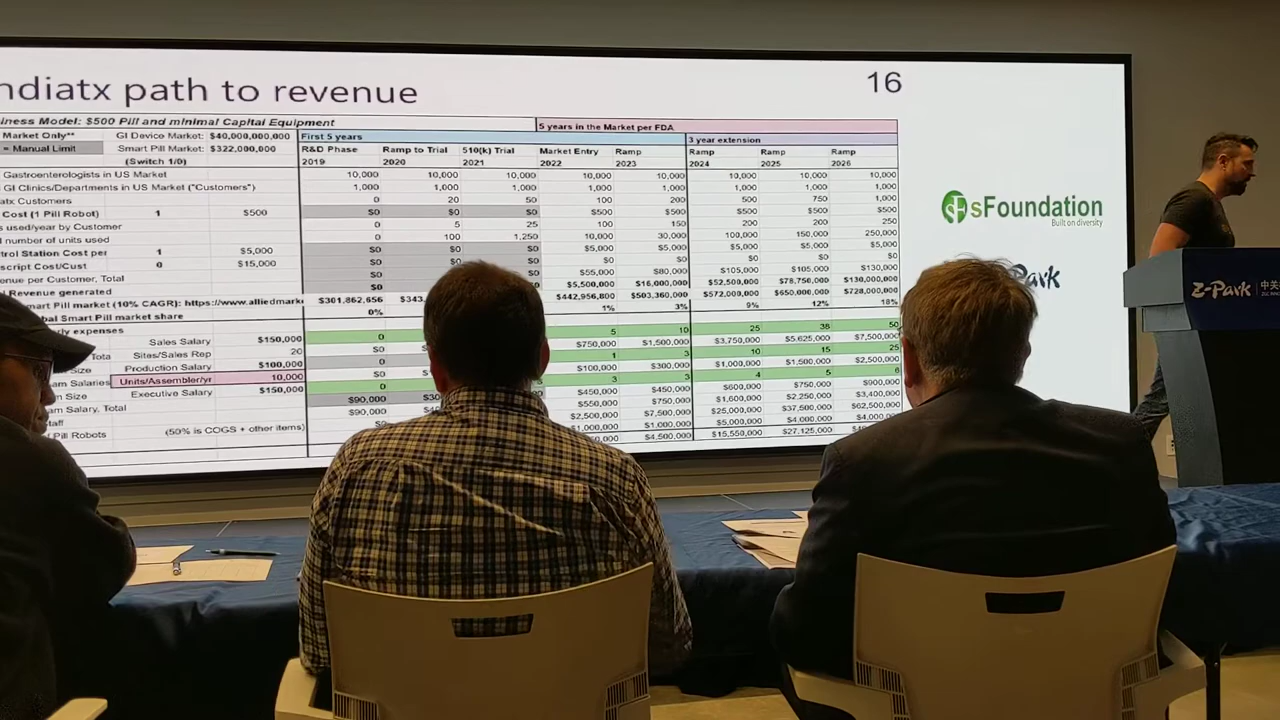 ndiatx path to revenue
16
iness Model: $500 Pill and minimal Capital Equipment
5 years in the Market per FDA
Market Only** GI Device Market: $40,000,000,000 First 5 years 3 year extension
= Manual Limit Smart Pill Market: $322,000,000 R&D Phase Ramp to Trial 510(k) Trial Market Entry Ramp Ramp Ramp Ramp
(Switch 1/0) 2019 2020 2021 2022 2023 2024 2025 2026
Gastroenterologists in US Market 10,000 10,000 10,000 10,000 10,000 10,000 10,000 10,000
GI Clinics/Departments in US Market ("Customers") 1,000 1,000 1,000 1,000 1,000 1,000 1,000 1,000
atx Customers 0 20 50 100 200 500 750 1,000
Cost (1 Pill Robot) 1 $500 $0 $0 $0 $500 $500 $500 $500 $500
s used/year by Customer 0 5 25 100 150 200 200 250
number of units used 0 100 1,250 10,000 30,000 100,000 150,000 250,000
trol Station Cost per 1 $5,000 $0 $0 $0 $5,000 $5,000 $5,000 $5,000 $5,000
script Cost/Cust 0 $15,000 $0 $0 $0 $0 $0 $0 $0 $0
enue per Customer, Total $0 $55,000 $80,000 $105,000 $105,000 $130,000
Revenue generated $0 $5,500,000 $16,000,000 $52,500,000 $78,750,000 $130,000,000
mart Pill market (10% CAGR): https://www.alliedmark $301,862,656 $343, $442,956,800 $503,360,000 $572,000,000 $650,000,000 $728,000,000
bal Smart Pill market share 0% 1% 3% 9% 12% 18%
rly expenses
Sales Salary $150,000 0 5 10 25 38 50
Sites/Sales Rep 20 $0 $750,000 $1,500,000 $3,750,000 $5,625,000 $7,500,000
Size Production Salary $100,000 0 1 3 10 15 25
am Salaries Units/Assembler/yr 10,000 $0 $100,000 $300,000 $1,000,000 $1,500,000 $2,500,000
m Size Executive Salary $150,000 0 3 3 4 5 6
am Salary, Total $90,000 $450,000 $450,000 $600,000 $750,000 $900,000
taff $90,000 $550,000 $750,000 $1,600,000 $2,250,000 $3,400,000
Pill Robots (50% is COGS + other items) $2,500,000 $7,500,000 $25,000,000 $37,500,000 $62,500,000
$1,000,000 $1,000,000 $5,000,000 $4,000,000
$4,500,000 $15,550,000 $27,125,000
sFoundation
Built on diversity
Park
Z-Park 中关